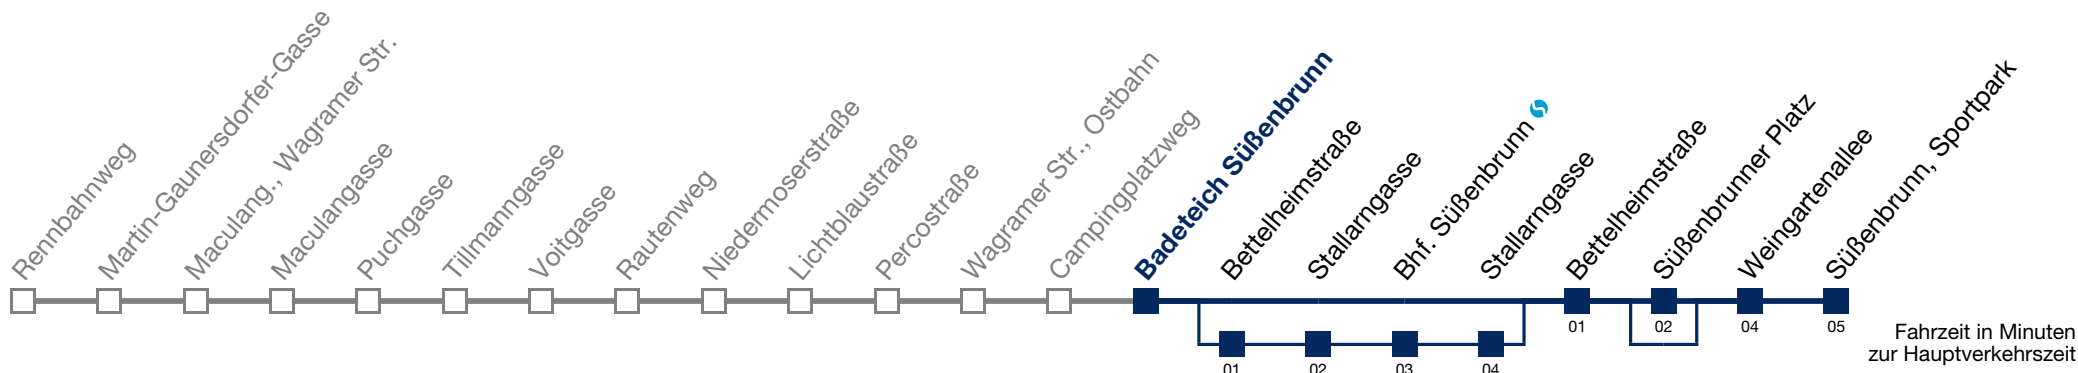 Rennbahnweg
Martin-Gaunersdorfer-Gasse
Maculang., Wagramer Str.
Maculangasse
Puchgasse
Tillmanngasse
Voitgasse
Rautenweg
Niedermoserstraße
Lichtblaustraße
Percostraße
Wagramer Str., Ostbahn
Campingplatzweg
Badeteich Süßenbrunn
Bettelheimstraße
Stallarngasse
Bhf. Süßenbrunn
Stallarngasse
Bettelheimstraße
Süßenbrunner Platz
Weingartenallee
Süßenbrunn, Sportpark
01 02 04 05
01 02 03 04
Fahrzeit in Minuten
zur Hauptverkehrszeit